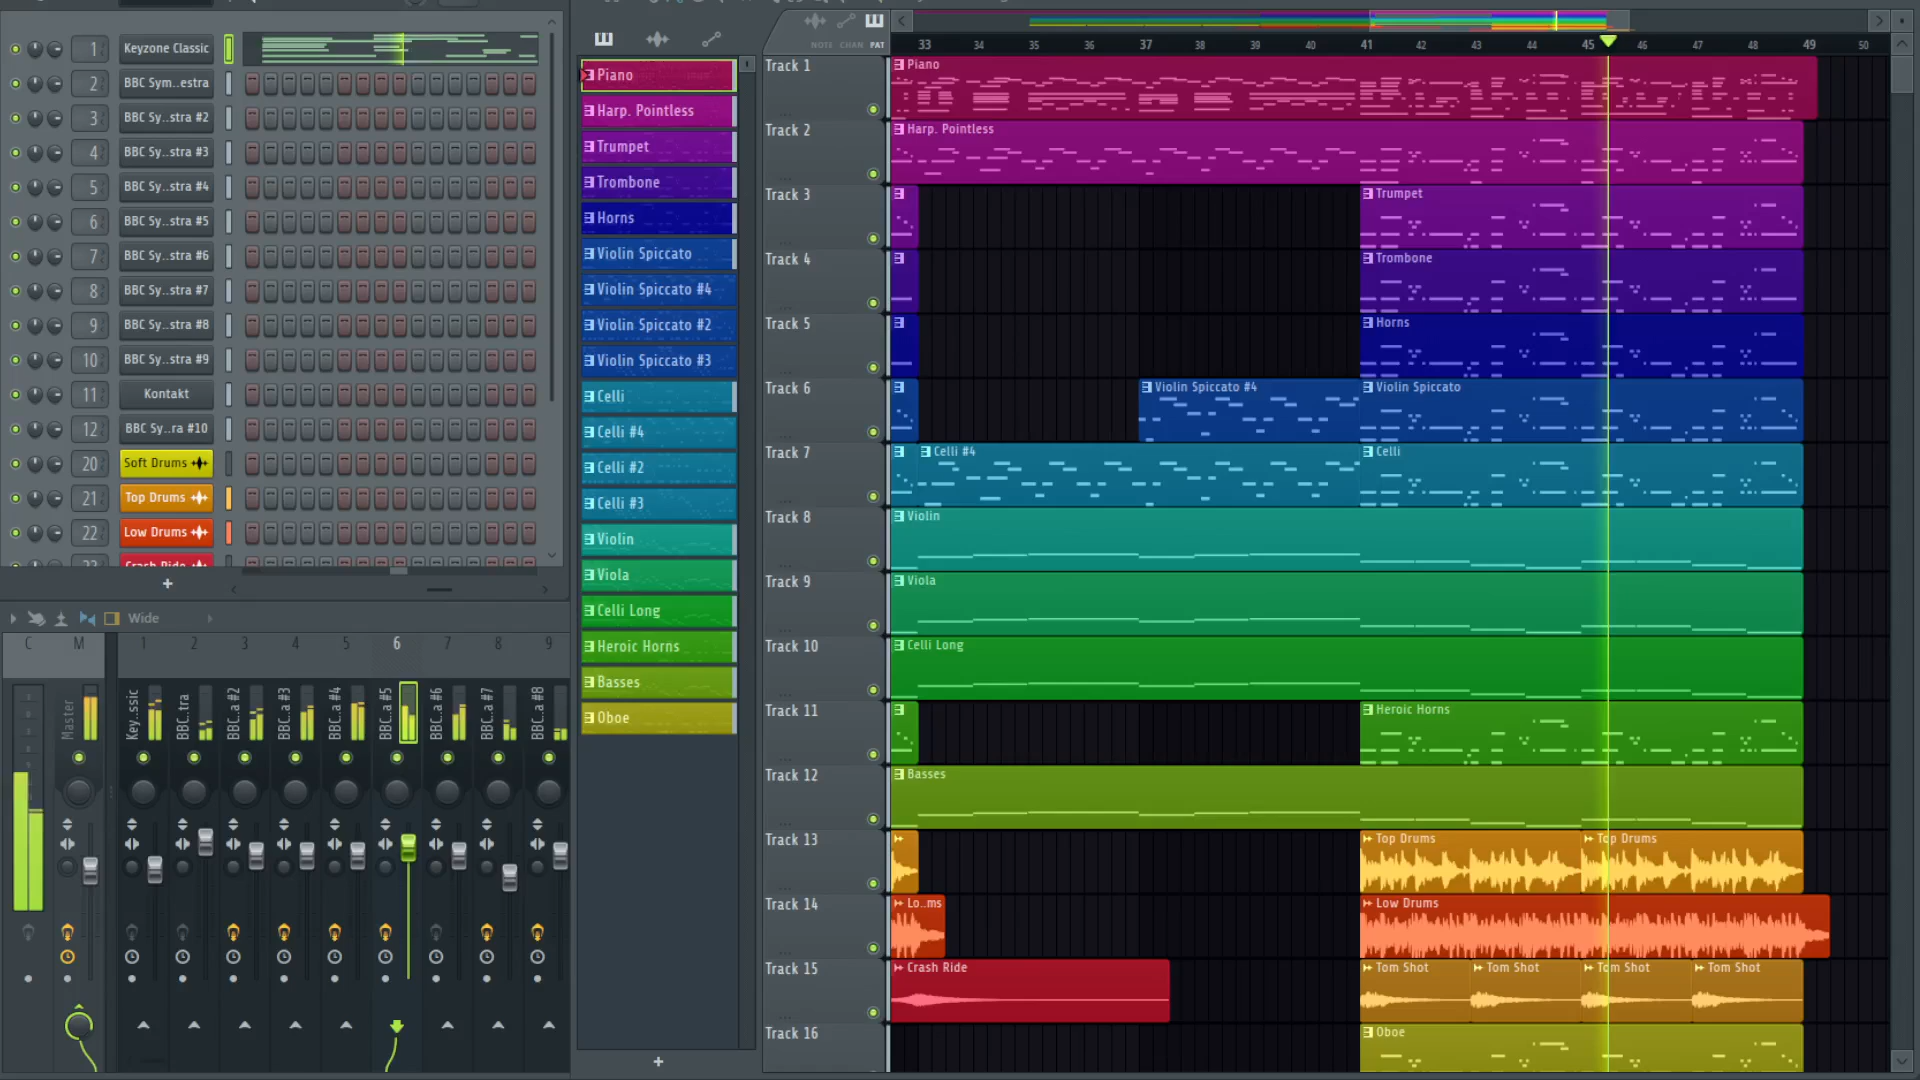 1 Keyzone Classic
2 BBC Sym..estra
3 BBC Sy..stra #2
4 BBC Sy..stra #3
5 BBC Sy..stra #4
6 BBC Sy..stra #5
7 BBC Sy..stra #6
8 BBC Sy..stra #7
9 BBC Sy..stra #8
10 BBC Sy..stra #9
11 Kontakt
12 BBC Sy..ra #10
20 Soft Drums
21 Top Drums
22 Low Drums
Crash Ride
+
Wide
C M 1 2 3 4 5 6 7 8 9
Master
Key..ssic
BBC..tra
BBC..a #2
BBC..a #3
BBC..a #4
BBC..a #5
BBC..a #6
BBC..a #7
BBC..a #8
Piano
Harp. Pointless
Trumpet
Trombone
Horns
Violin Spiccato
Violin Spiccato #4
Violin Spiccato #2
Violin Spiccato #3
Celli
Celli #4
Celli #2
Celli #3
Violin
Viola
Celli Long
Heroic Horns
Basses
Oboe
+
NOTE CHAN PAT
33 34 35 36 37 38 39 40 41 42 43 44 45 46 47 48 49 50
Track 1
Piano
Track 2
Harp. Pointless
Track 3
Trumpet
Track 4
Trombone
Track 5
Horns
Track 6
Violin Spiccato #4 Violin Spiccato
Track 7
Celli #4 Celli
Track 8
Violin
Track 9
Viola
Track 10
Celli Long
Track 11
Heroic Horns
Track 12
Basses
Track 13
Top Drums Top Drums
Track 14
Lo..ms Low Drums
Track 15
Crash Ride Tom Shot Tom Shot Tom Shot Tom Shot
Track 16
Oboe